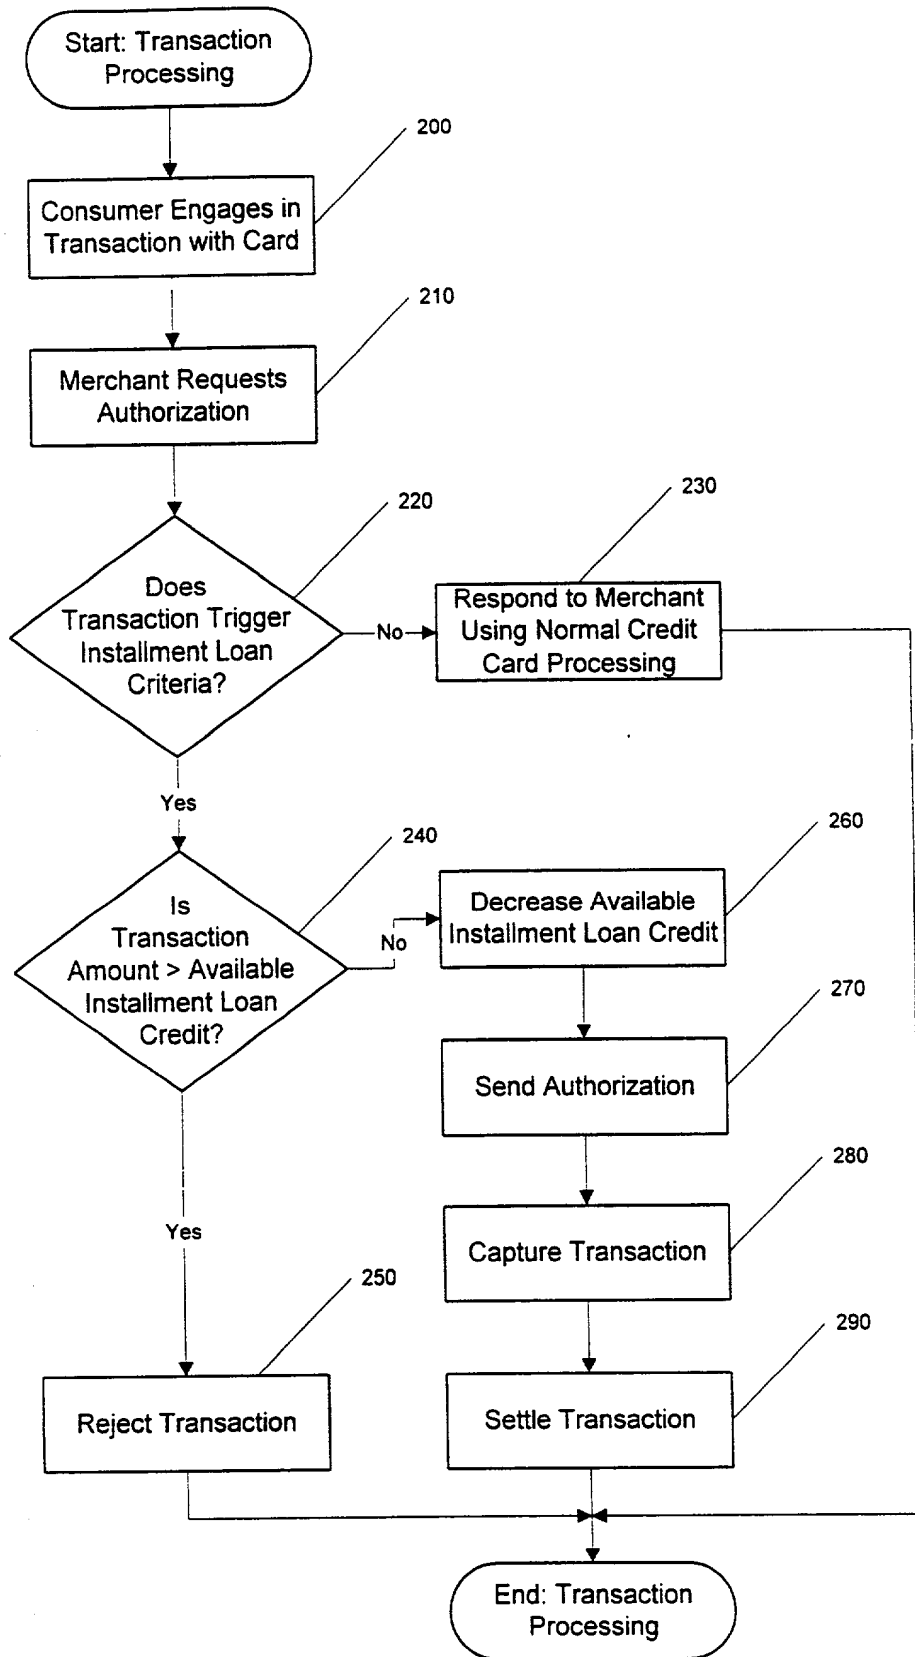 Start: Transaction
Processing
200
Consumer Engages in
Transaction with Card
210
Merchant Requests
Authorization
220
Does
Transaction Trigger
Installment Loan
Criteria?
No
230
Respond to Merchant
Using Normal Credit
Card Processing
Yes
240
Is
Transaction
Amount > Available
Installment Loan
Credit?
No
260
Decrease Available
Installment Loan Credit
270
Send Authorization
280
Capture Transaction
Yes
250
Reject Transaction
290
Settle Transaction
End: Transaction
Processing